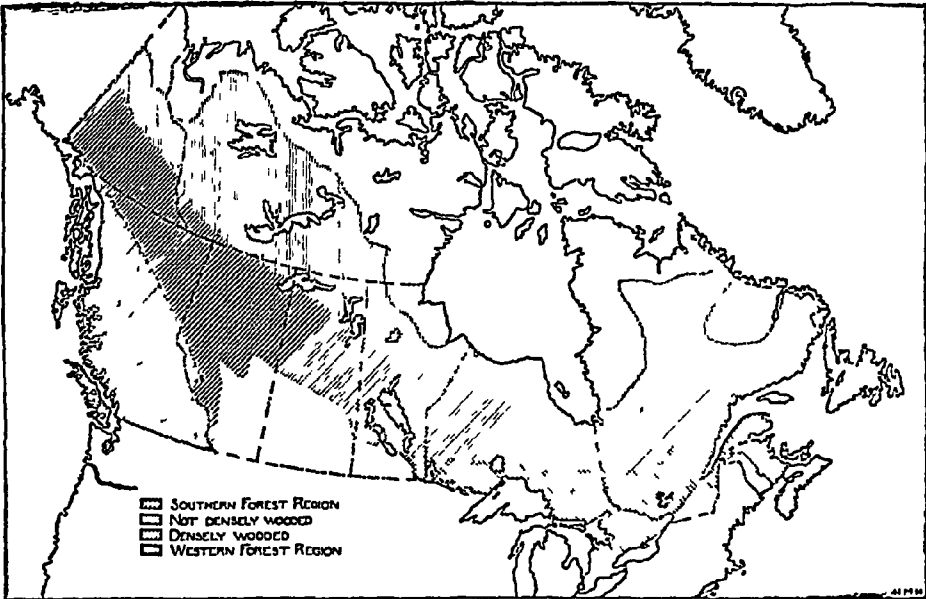 SOUTHERN FOREST REGION
NOT DENSELY WOODED
DENSELY WOODED
WESTERN FOREST REGION